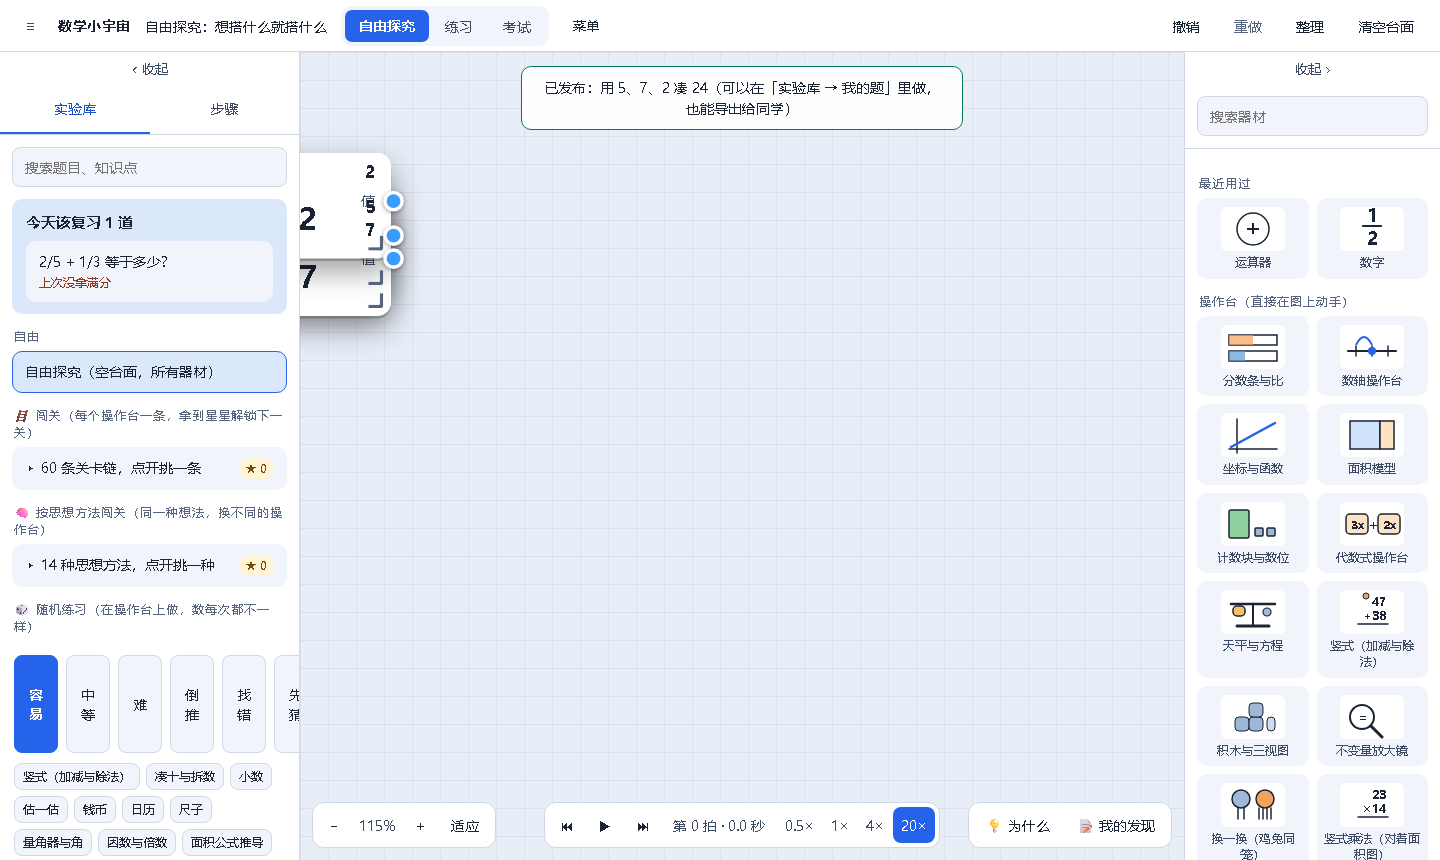 ≡ 数学小宇宙 自由探究：想搭什么就搭什么 自由探究 练习 考试 菜单 撤销 重做 整理 清空台面
‹ 收起
实验库 步骤
搜索题目、知识点
今天该复习 1 道
2/5 + 1/3 等于多少？
上次没拿满分
自由
自由探究（空台面，所有器材）
闯关（每个操作台一条，拿到星星解锁下一
关）
▸ 60 条关卡链，点开挑一条 ★ 0
按思想方法闯关（同一种想法，换不同的操
作台）
▸ 14 种思想方法，点开挑一种 ★ 0
随机练习（在操作台上做，数每次都不一
样）
容易 中等 难 倒推 找错 先猜
竖式（加减与除法） 凑十与拆数 小数
估一估 钱币 日历 尺子
量角器与角 因数与倍数 面积公式推导
已发布：用 5、7、2 凑 24（可以在「实验库 → 我的题」里做，
也能导出给同学）
2
值
5
2
7
值
7
− 115% + 适应
⏮ ▶ ⏭ 第 0 拍 · 0.0 秒 0.5× 1× 4× 20×
为什么 我的发现
收起 ›
搜索器材
最近用过
+
运算器
1
2
数字
操作台（直接在图上动手）
分数条与比 数轴操作台
坐标与函数 面积模型
计数块与数位
3x + 2x
代数式操作台
天平与方程
47
+38
竖式（加减与除
法）
积木与三视图
=
不变量放大镜
换一换（鸡兔同
笼）
23
×14
竖式乘法（对着面
积图）